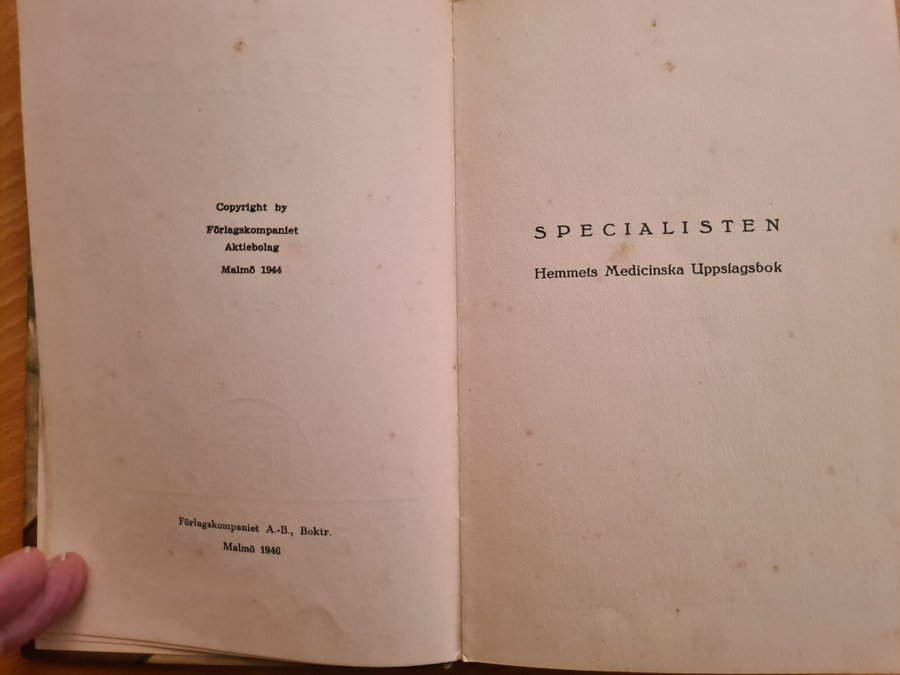 Copyright by
Förlagskompaniet
Aktiebolag
Malmö 1944
Förlagskompaniet A.-B., Boktr.
Malmö 1946
SPECIALISTEN
Hemmets Medicinska Uppslagsbok